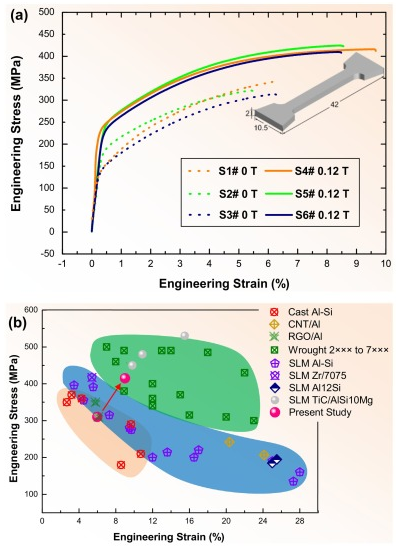 (a)
500
450
400
350
300
250
200
150
100
50
0
-50
Engineering Stress (MPa)
2
10.5
42
S1# 0 T
S4# 0.12 T
S2# 0 T
S5# 0.12 T
S3# 0 T
S6# 0.12 T
-1 0 1 2 3 4 5 6 7 8 9 10
Engineering Strain (%)
(b)
600
500
400
300
200
100
Engineering Stress (MPa)
Cast Al-Si
CNT/Al
RGO/Al
Wrought 2××× to 7×××
SLM Al-Si
SLM Zr/7075
SLM Al12Si
SLM TiC/AlSi10Mg
Present Study
0 4 8 12 16 20 24 28
Engineering Strain (%)